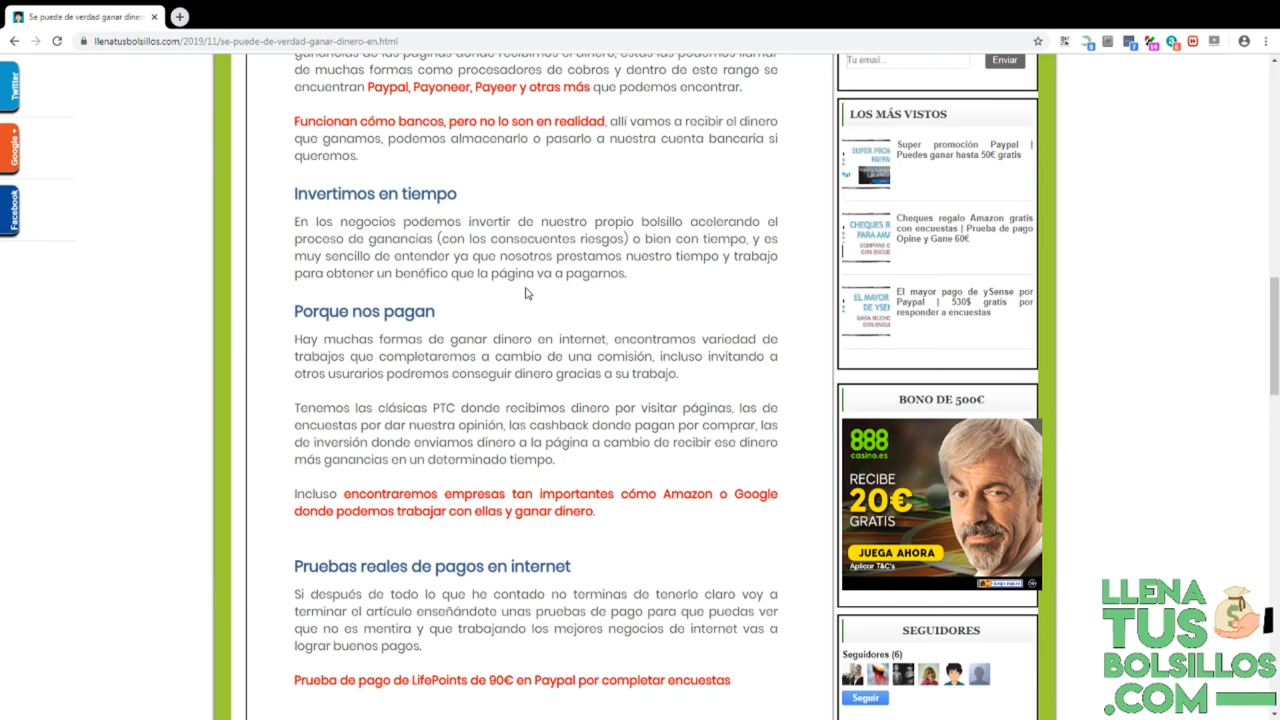 Se puede de verdad ganar diner
llenatusbolsillos.com/2019/11/se-puede-de-verdad-ganar-dinero-en.html
Twitter
Google +
Facebook
ganancias de las páginas donde recibimos el dinero, estas las podemos llamar
de muchas formas como procesadores de cobros y dentro de este rango se
encuentran Paypal, Payoneer, Payeer y otras más que podemos encontrar.
Funcionan cómo bancos, pero no lo son en realidad, allí vamos a recibir el dinero
que ganamos, podemos almacenarlo o pasarlo a nuestra cuenta bancaria si
queremos.
Invertimos en tiempo
En los negocios podemos invertir de nuestro propio bolsillo acelerando el
proceso de ganancias (con los consecuentes riesgos) o bien con tiempo, y es
muy sencillo de entender ya que nosotros prestamos nuestro tiempo y trabajo
para obtener un benéfico que la página va a pagarnos.
Porque nos pagan
Hay muchas formas de ganar dinero en internet, encontramos variedad de
trabajos que completaremos a cambio de una comisión, incluso invitando a
otros usurarios podremos conseguir dinero gracias a su trabajo.
Tenemos las clásicas PTC donde recibimos dinero por visitar páginas, las de
encuestas por dar nuestra opinión, las cashback donde pagan por comprar, las
de inversión donde enviamos dinero a la página a cambio de recibir ese dinero
más ganancias en un determinado tiempo.
Incluso encontraremos empresas tan importantes cómo Amazon o Google
donde podemos trabajar con ellas y ganar dinero.
Pruebas reales de pagos en internet
Si después de todo lo que he contado no terminas de tenerlo claro voy a
terminar el artículo enseñándote unas pruebas de pago para que puedas ver
que no es mentira y que trabajando los mejores negocios de internet vas a
lograr buenos pagos.
Prueba de pago de LifePoints de 90€ en Paypal por completar encuestas
Tu email...
Enviar
LOS MÁS VISTOS
SUPER PROM
PAYPA
Super promoción Paypal |
Puedes ganar hasta 50€ gratis
CHEQUES R
PARA AMA
Cheques regalo Amazon gratis
con encuestas | Prueba de pago
Opine y Gane 60€
EL MAYOR
DE YSEN
El mayor pago de ySense por
Paypal | 530$ gratis por
responder a encuestas
BONO DE 500€
888
casino.es
RECIBE
20€
GRATIS
JUEGA AHORA
Aplicar T&C's
SEGUIDORES
Seguidores (6)
Seguir
LLENA
TUS
BOLSILLOS
.COM